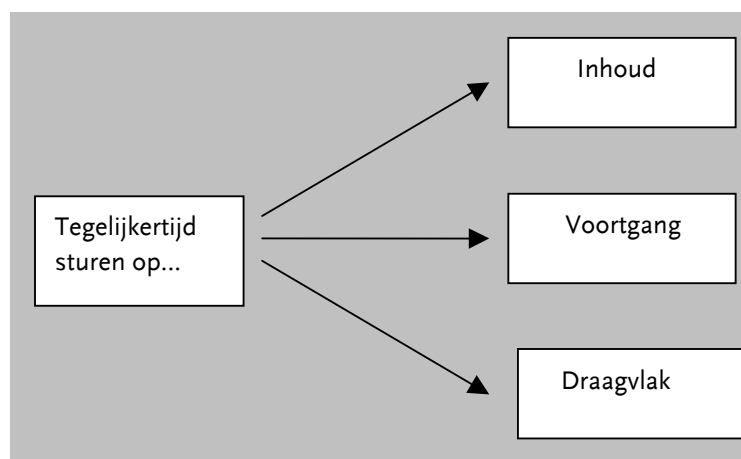 Inhoud
Tegelijkertijd
sturen op...
Voortgang
Draagvlak